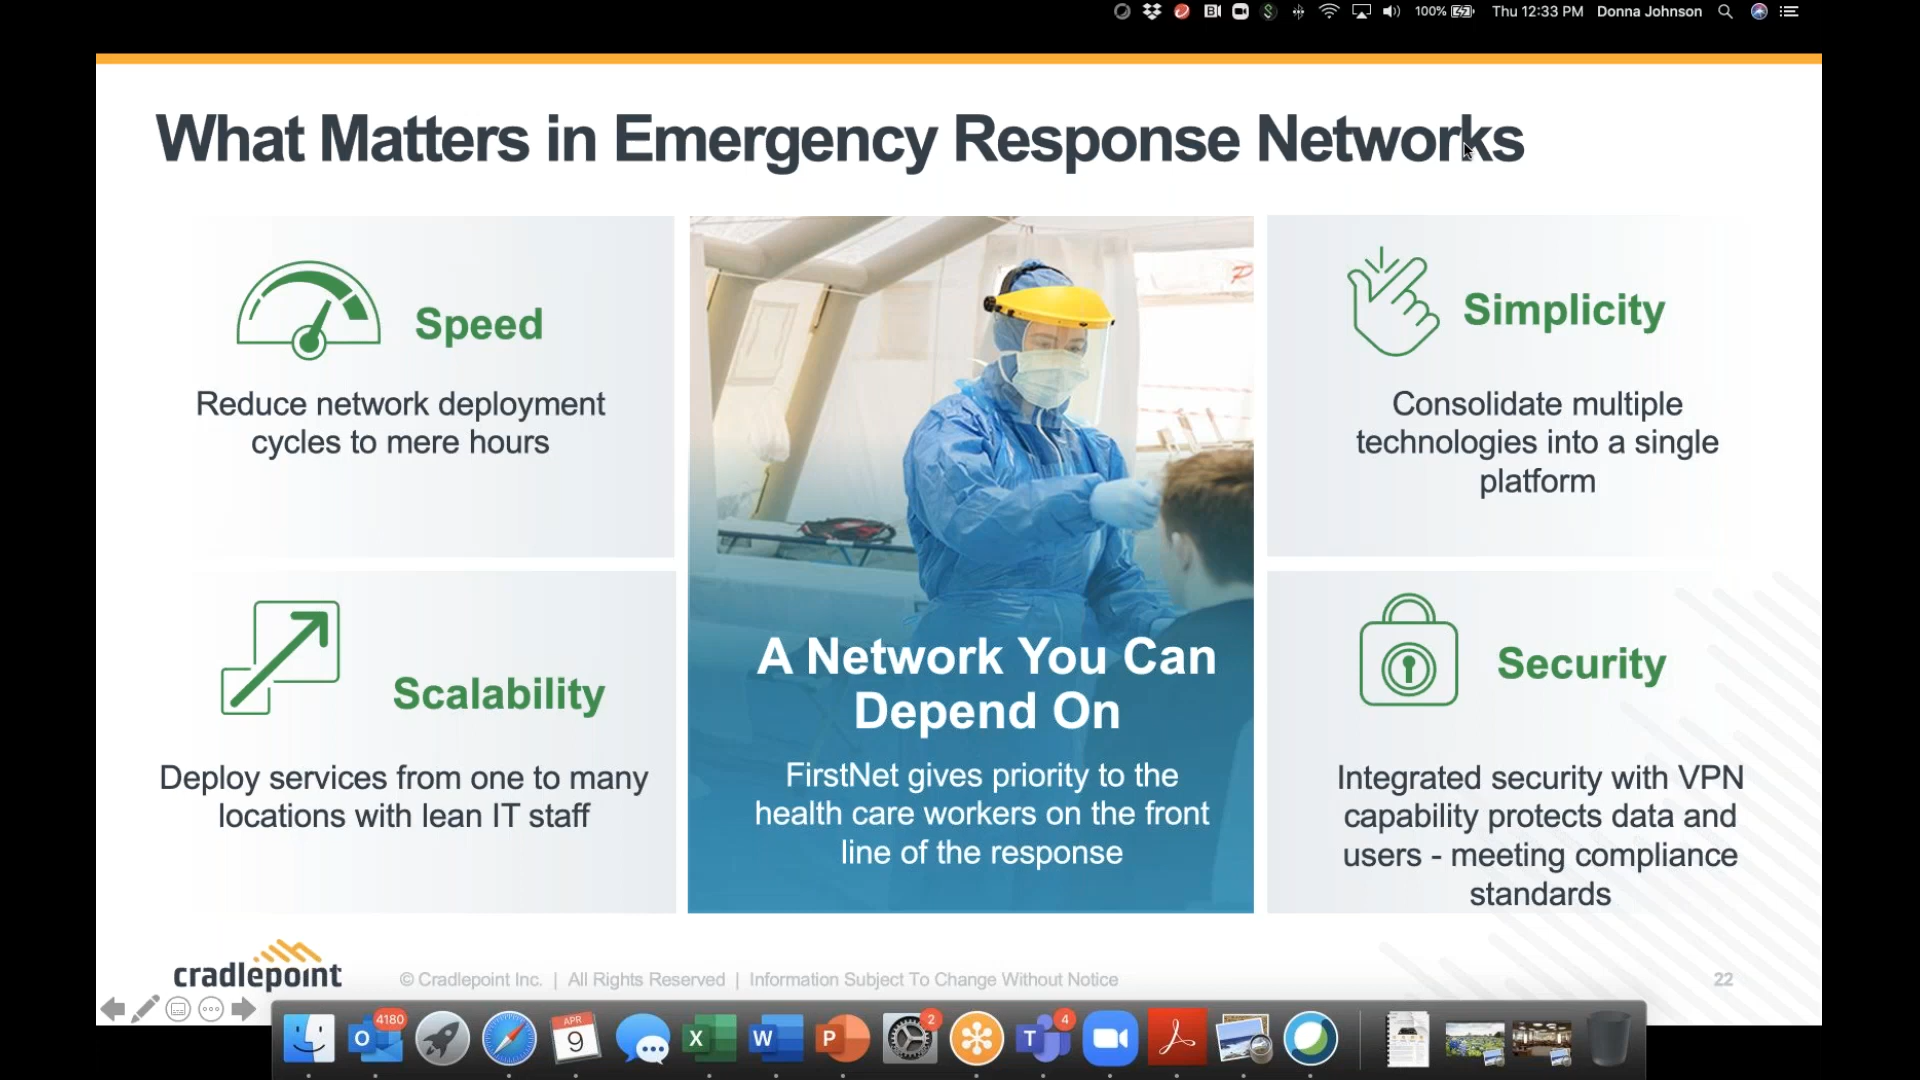 100%
Thu 12:33 PM
Donna Johnson
What Matters in Emergency Response Networks
Speed
Reduce network deployment
cycles to mere hours
Simplicity
Consolidate multiple
technologies into a single
platform
Scalability
Deploy services from one to many
locations with lean IT staff
A Network You Can
Depend On
FirstNet gives priority to the
health care workers on the front
line of the response
Security
Integrated security with VPN
capability protects data and
users - meeting compliance
standards
cradlepoint
© Cradlepoint Inc. | All Rights Reserved | Information Subject To Change Without Notice
22
4180
APR
9
2
4
O
X
W
P
T